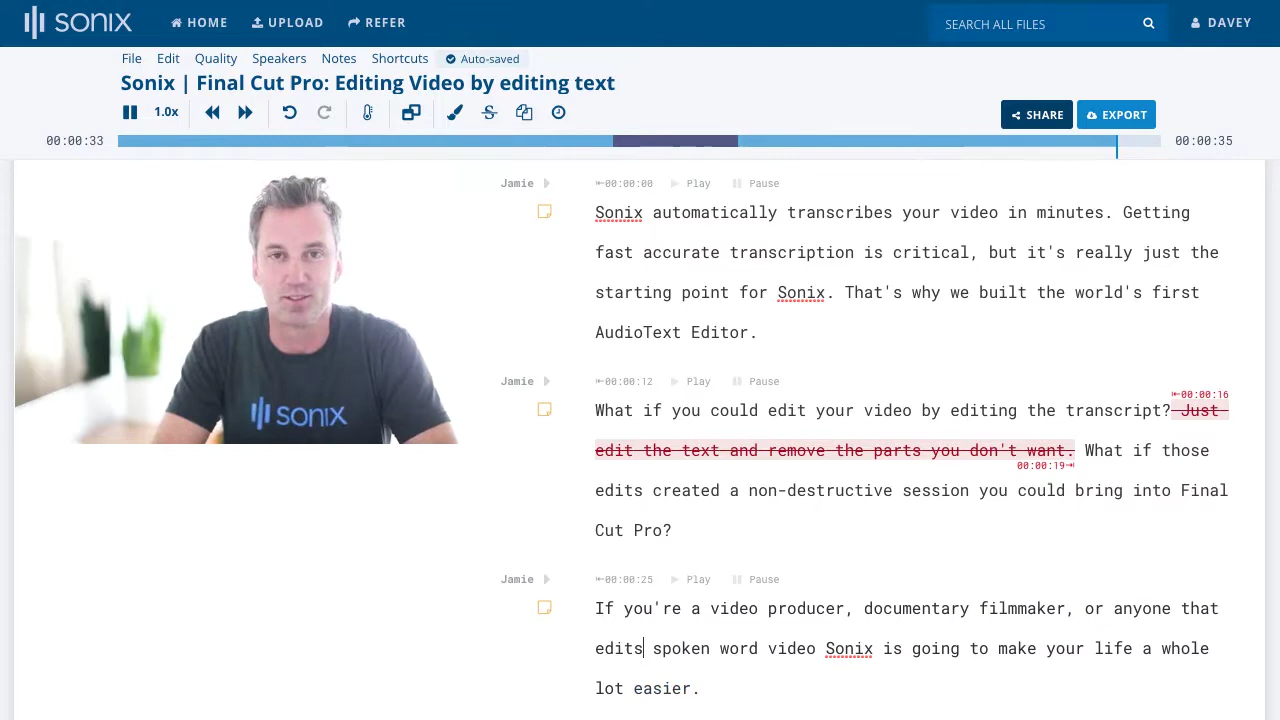 sonix
HOME
UPLOAD
REFER
SEARCH ALL FILES
DAVEY
File
Edit
Quality
Speakers
Notes
Shortcuts
Auto-saved
Sonix | Final Cut Pro: Editing Video by editing text
1.0x
SHARE
EXPORT
00:00:33
00:00:35
Jamie
00:00:00 Play Pause
Sonix automatically transcribes your video in minutes. Getting
fast accurate transcription is critical, but it's really just the
starting point for Sonix. That's why we built the world's first
AudioText Editor.
sonix
Jamie
00:00:12 Play Pause
00:00:16
What if you could edit your video by editing the transcript? Just
edit the text and remove the parts you don't want. What if those
00:00:19
edits created a non-destructive session you could bring into Final
Cut Pro?
Jamie
00:00:25 Play Pause
If you're a video producer, documentary filmmaker, or anyone that
edits spoken word video Sonix is going to make your life a whole
lot easier.